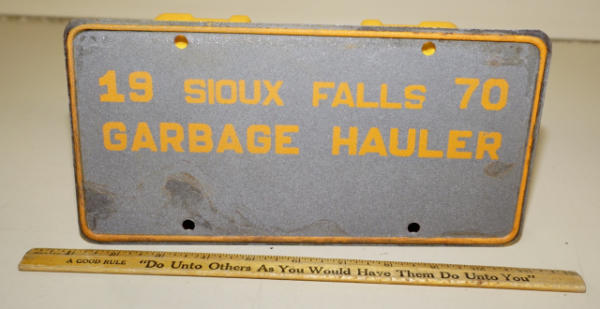 19 SIOUX FALLS 70
GARBAGE HAULER
A GOOD RULE "Do Unto Others As You Would Have Them Do Unto You"